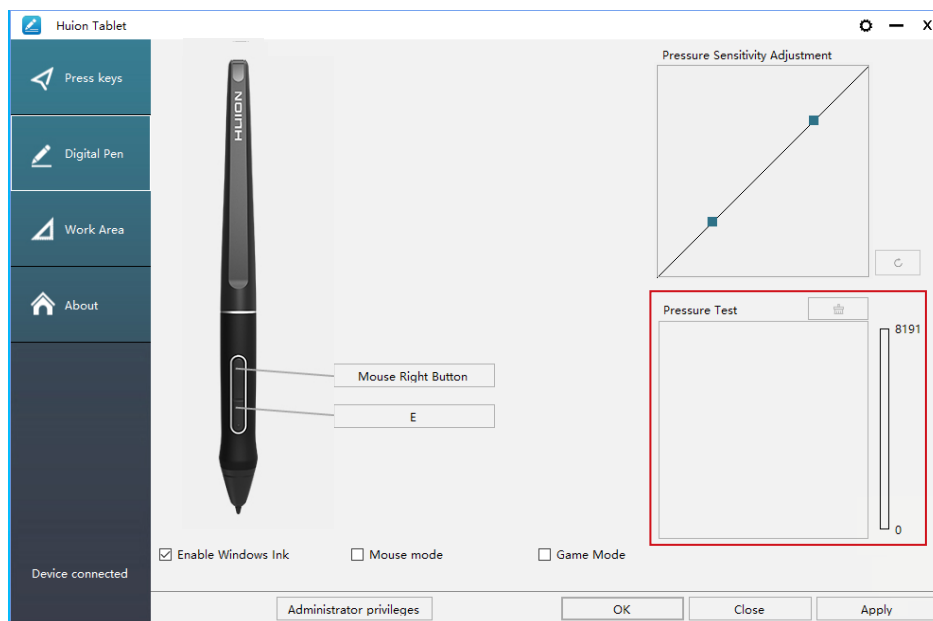 Huion Tablet
X
Press keys
Digital Pen
Work Area
About
Device connected
HUION
Mouse Right Button
E
Pressure Sensitivity Adjustment
Pressure Test
8191
0
Enable Windows Ink
Mouse mode
Game Mode
Administrator privileges
OK
Close
Apply